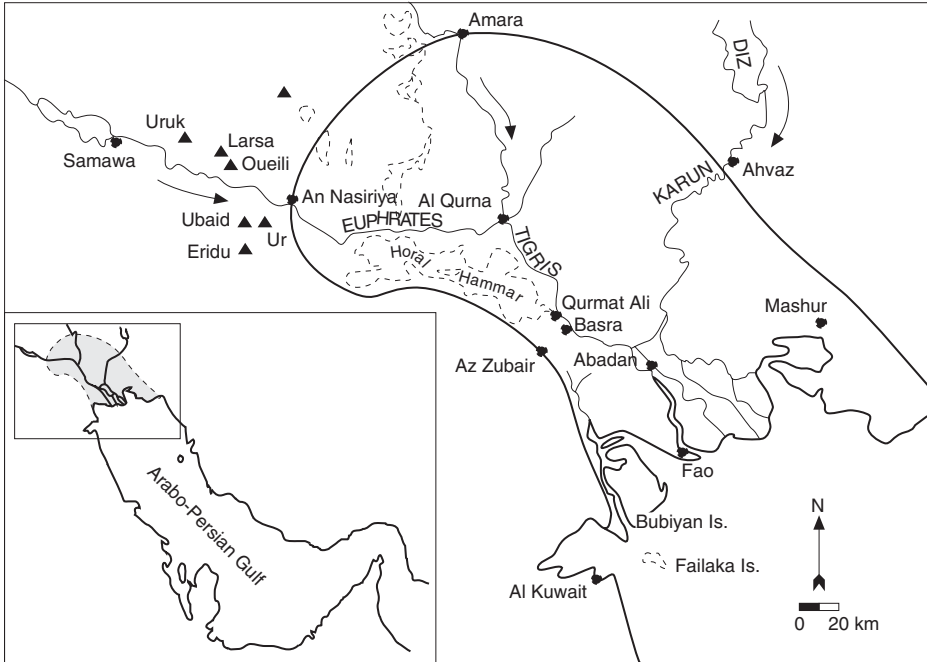 Amara
DIZ
Uruk
Larsa
Oueili
Samawa
KARUN
Ahvaz
An Nasiriya
Al Qurna
Ubaid
Ur
EUPHRATES
Eridu
TIGRIS
Horal
Hammar
Qurmat Ali
Basra
Mashur
Az Zubair
Abadan
Fao
Arabo-Persian Gulf
Bubiyan Is.
N
Failaka Is.
Al Kuwait
0 20 km